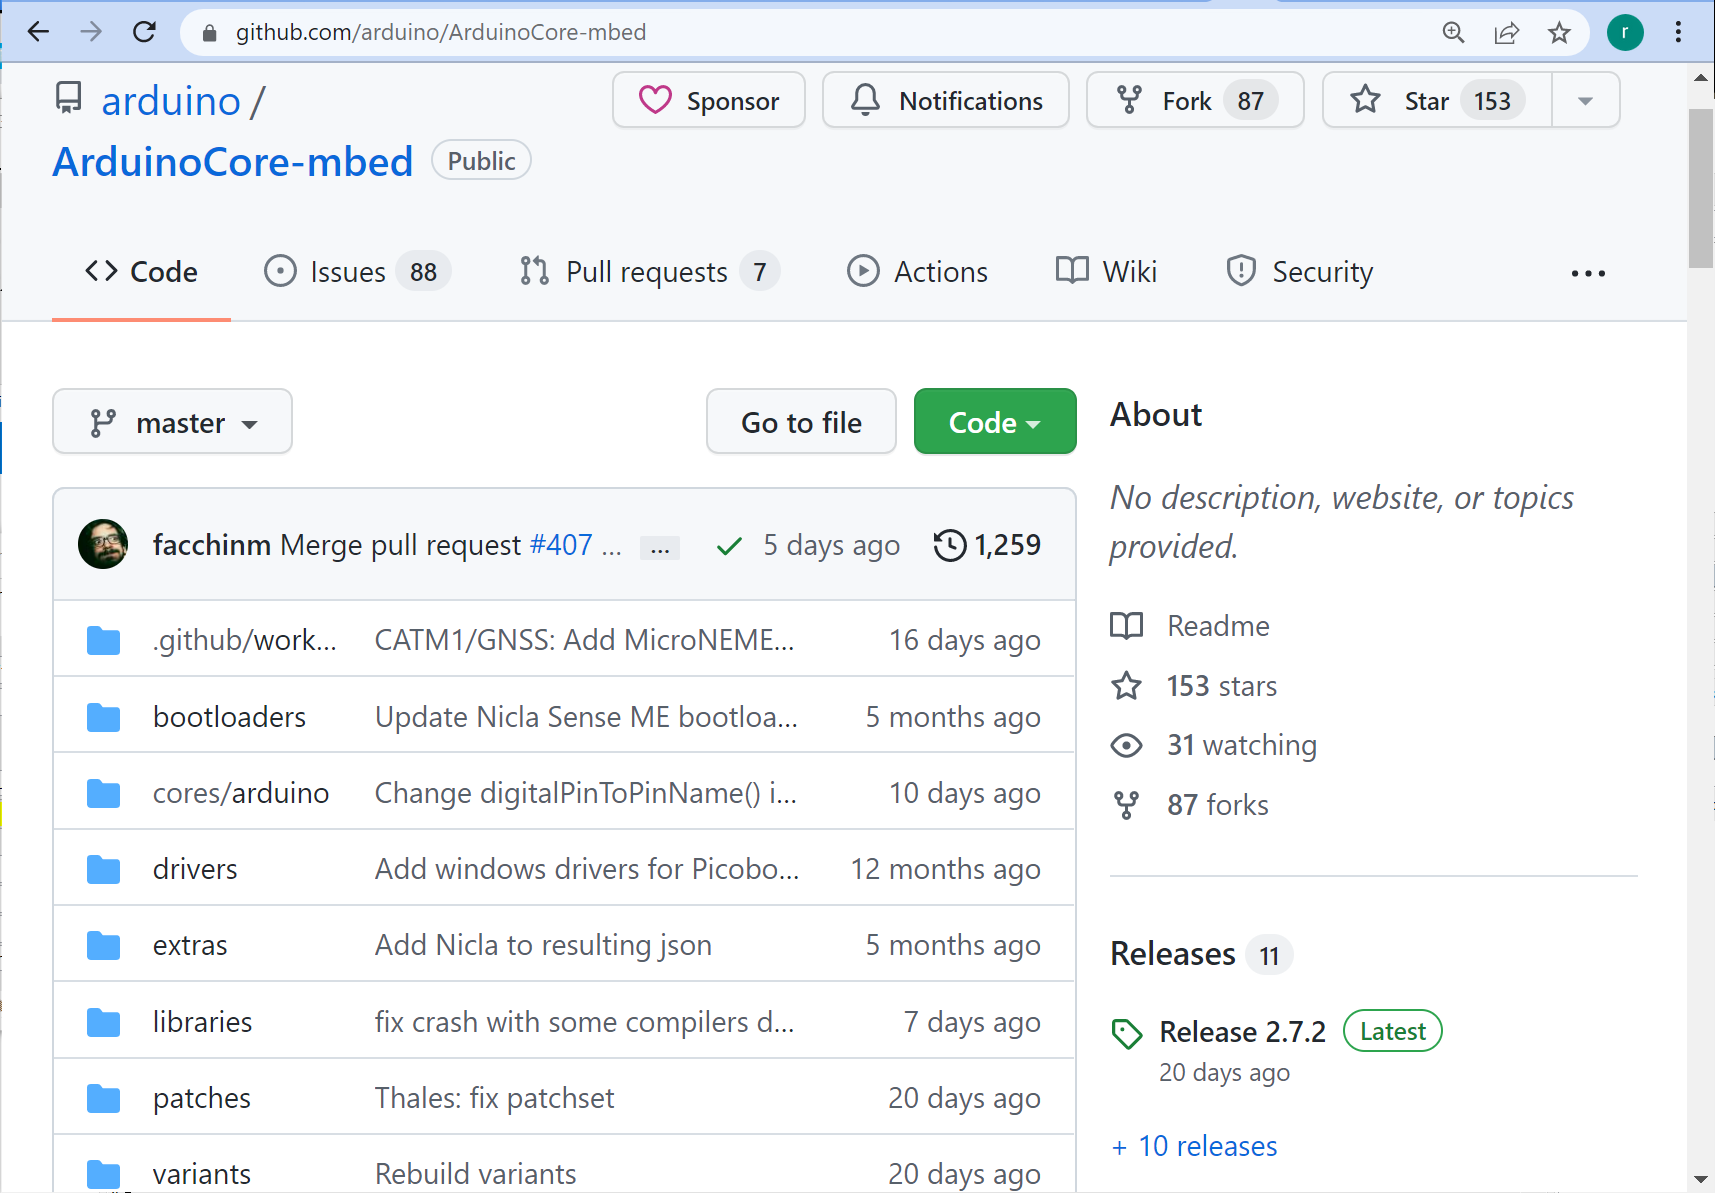 github.com/arduino/ArduinoCore-mbed
r
arduino /
Sponsor
Notifications
Fork 87
Star 153
ArduinoCore-mbed Public
Code
Issues 88
Pull requests 7
Actions
Wiki
Security
master
Go to file
Code
About
No description, website, or topics
provided.
facchinm Merge pull request #407 ... ... 5 days ago 1,259
.github/work... CATM1/GNSS: Add MicroNEME... 16 days ago
bootloaders Update Nicla Sense ME bootloa... 5 months ago
cores/arduino Change digitalPinToPinName() i... 10 days ago
drivers Add windows drivers for Picobo... 12 months ago
extras Add Nicla to resulting json 5 months ago
libraries fix crash with some compilers d... 7 days ago
patches Thales: fix patchset 20 days ago
variants Rebuild variants 20 days ago
Readme
153 stars
31 watching
87 forks
Releases 11
Release 2.7.2 Latest
20 days ago
+ 10 releases